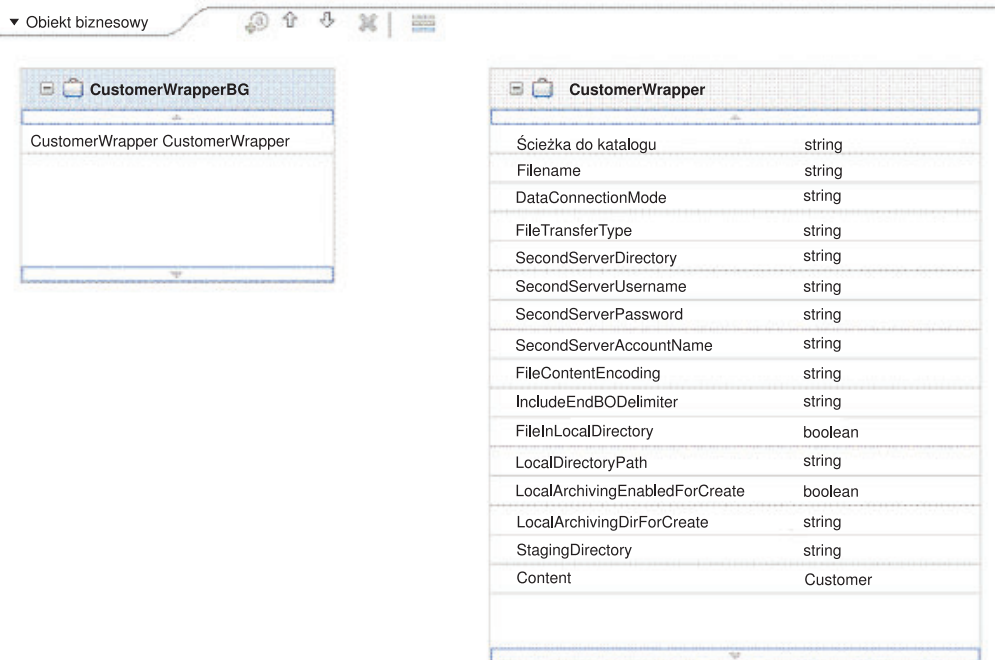 Obiekt biznesowy
CustomerWrapperBG
CustomerWrapper CustomerWrapper
CustomerWrapper
Ścieżka do katalogu string
Filename string
DataConnectionMode string
FileTransferType string
SecondServerDirectory string
SecondServerUsername string
SecondServerPassword string
SecondServerAccountName string
FileContentEncoding string
IncludeEndBODelimiter string
FileInLocalDirectory boolean
LocalDirectoryPath string
LocalArchivingEnabledForCreate boolean
LocalArchivingDirForCreate string
StagingDirectory string
Content Customer